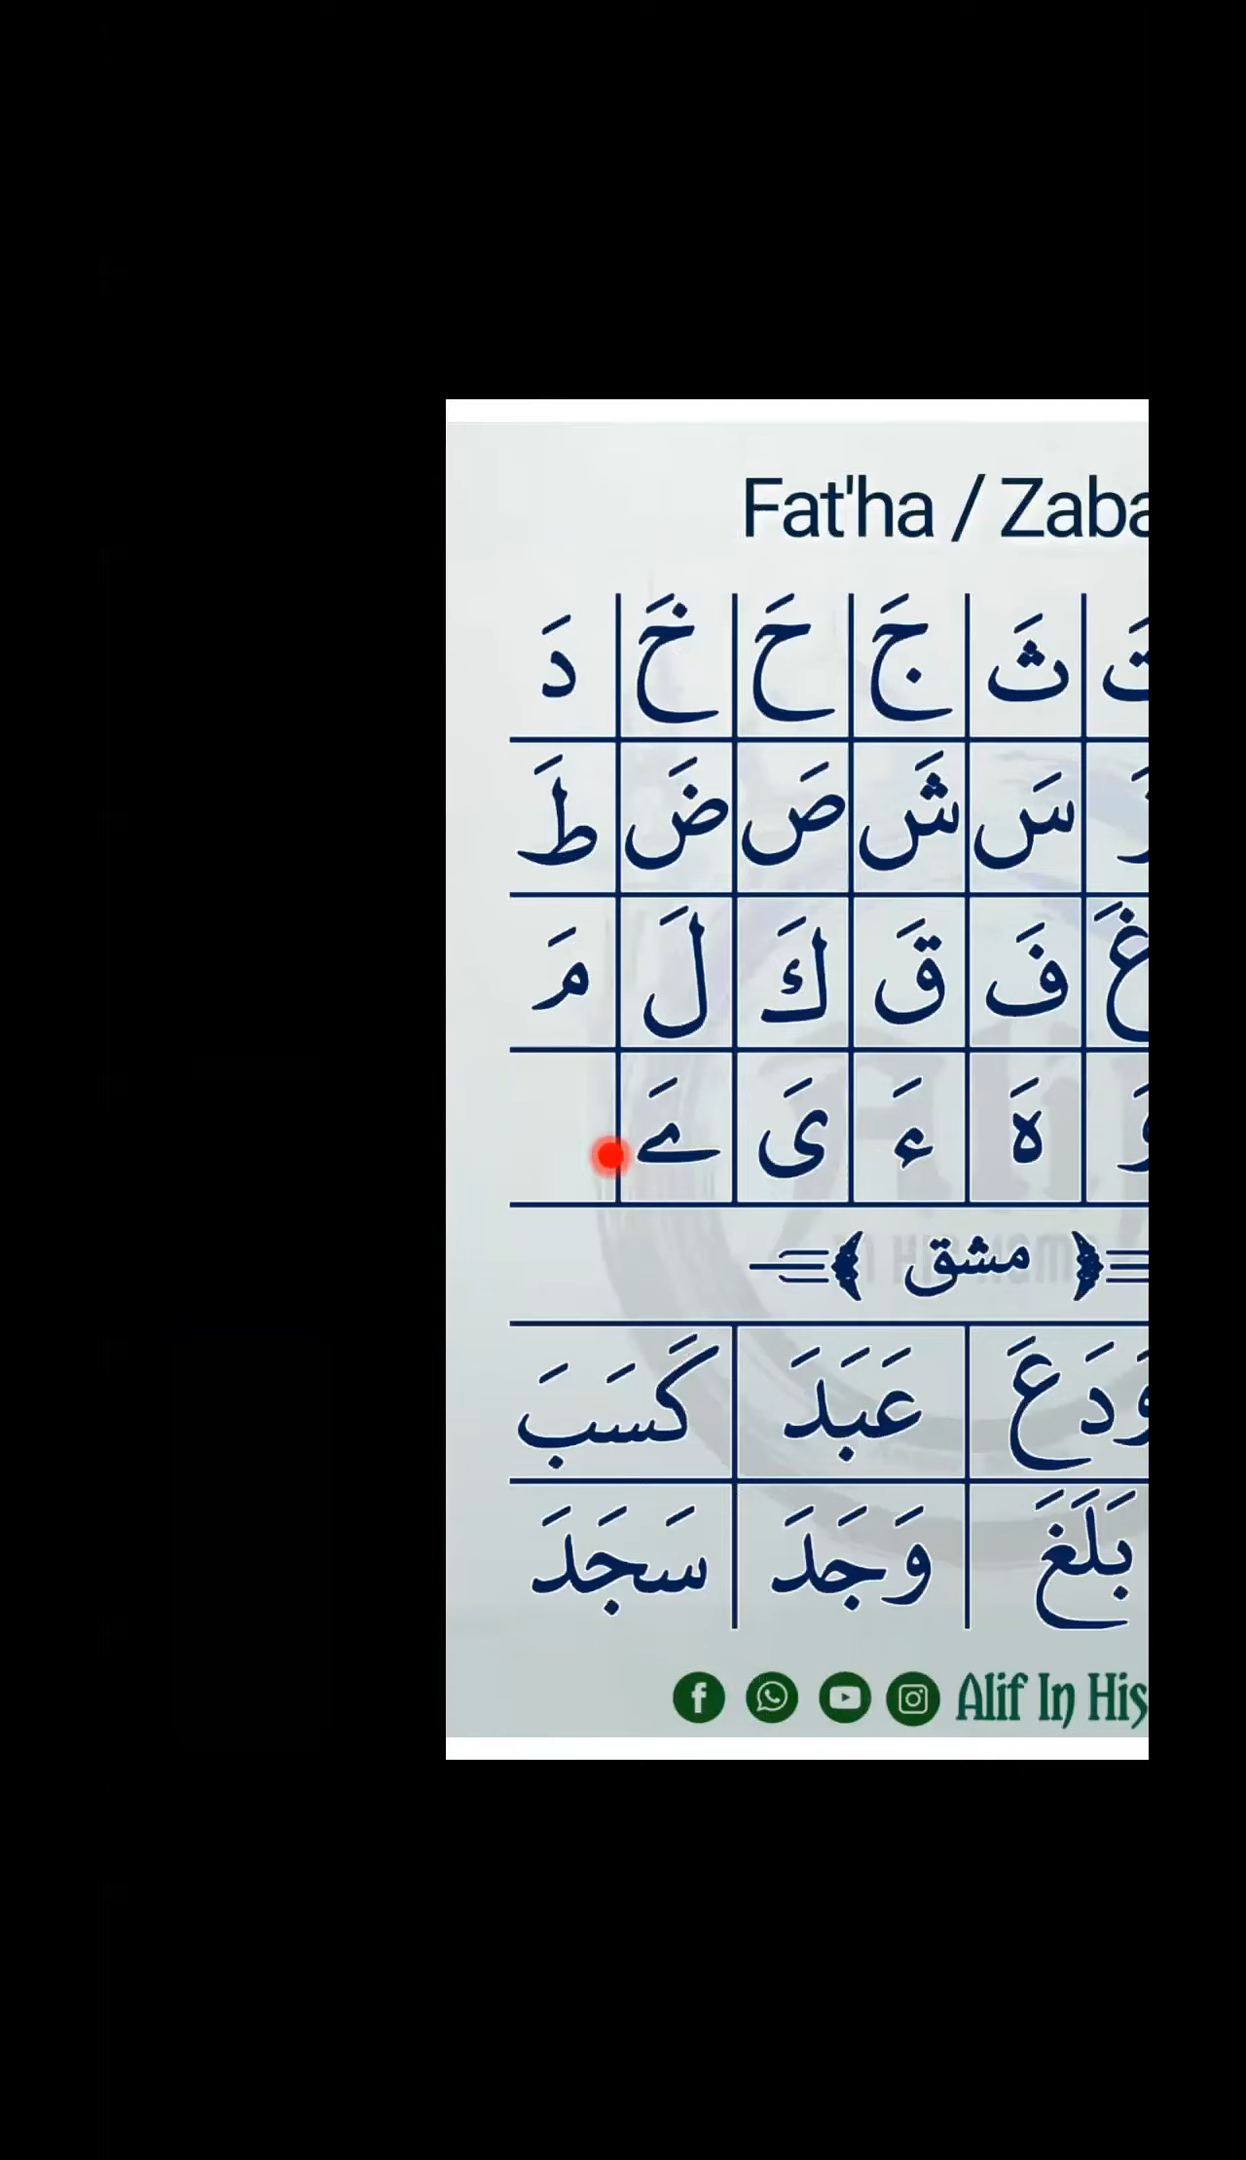 Fat'ha / Zaba
تَ ثَ جَ حَ خَ دَ
سَ شَ صَ ضَ طَ
غَ فَ قَ كَ لَ مَ
وَ هَ ءَ یَ ےَ
مشق
وَدَعَ عَبَدَ كَسَبَ
بَلَغَ وَجَدَ سَجَدَ
Alif In His